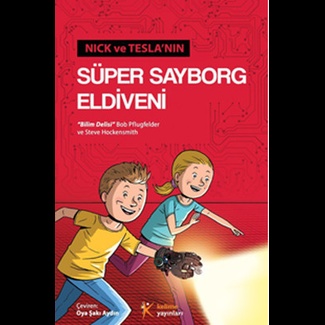 NICK ve TESLA'NIN
SÜPER SAYBORG
ELDİVENİ
"Bilim Delisi" Bob Pflugfelder
ve Steve Hockensmith
Çeviren:
Oya Şakı Aydın
kelime
yayınları